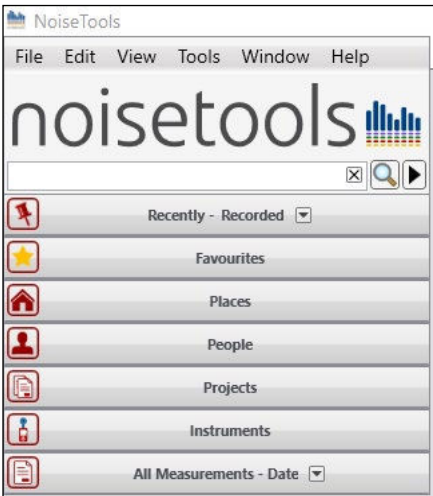 NoiseTools
File Edit View Tools Window Help
noisetools
Recently - Recorded
Favourites
Places
People
Projects
Instruments
All Measurements - Date